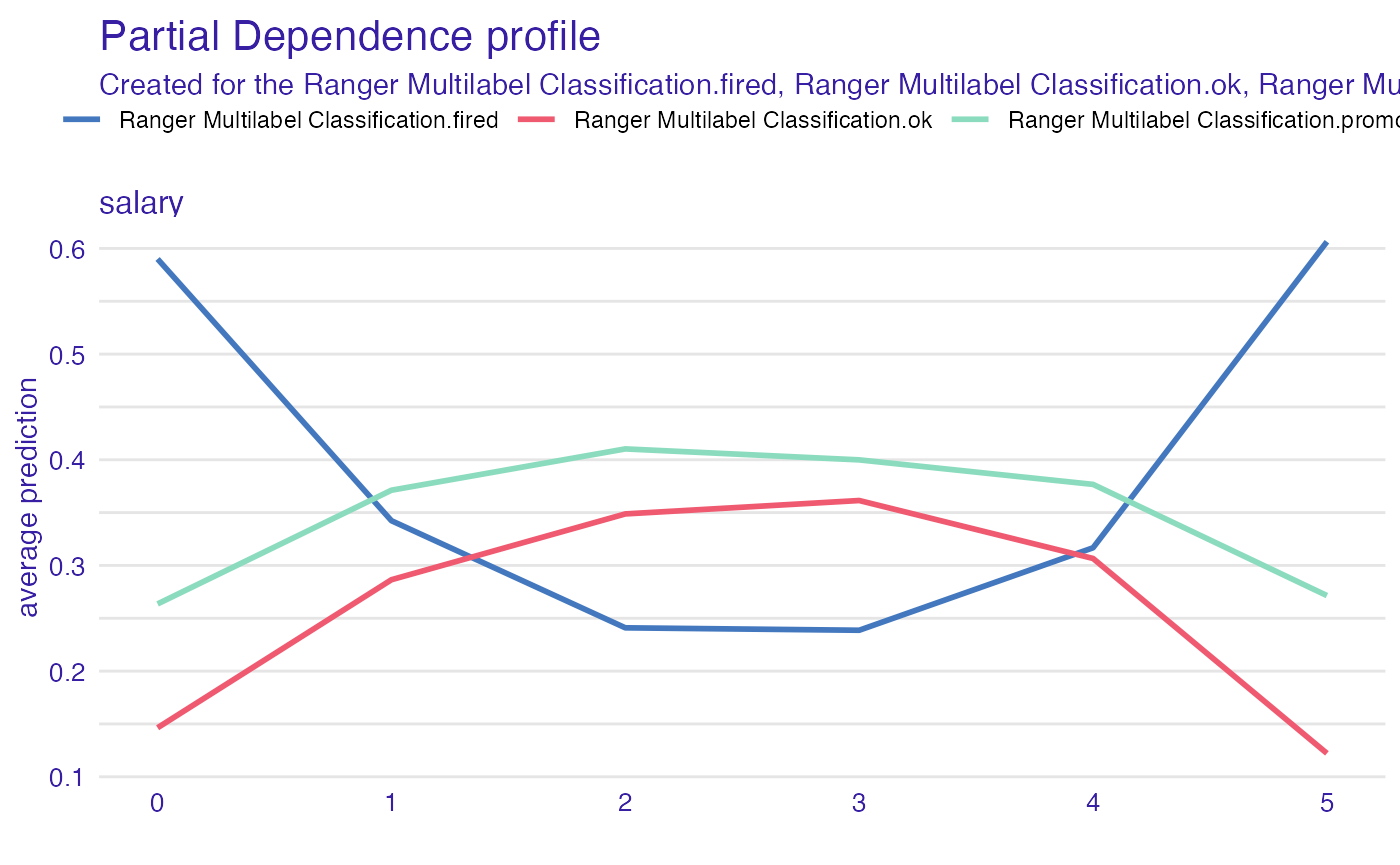 Partial Dependence profile
Created for the Ranger Multilabel Classification.fired, Ranger Multilabel Classification.ok, Ranger Mu
Ranger Multilabel Classification.fired Ranger Multilabel Classification.ok Ranger Multilabel Classification.promo
salary
0.6
0.5
0.4
0.3
0.2
0.1
average prediction
0 1 2 3 4 5